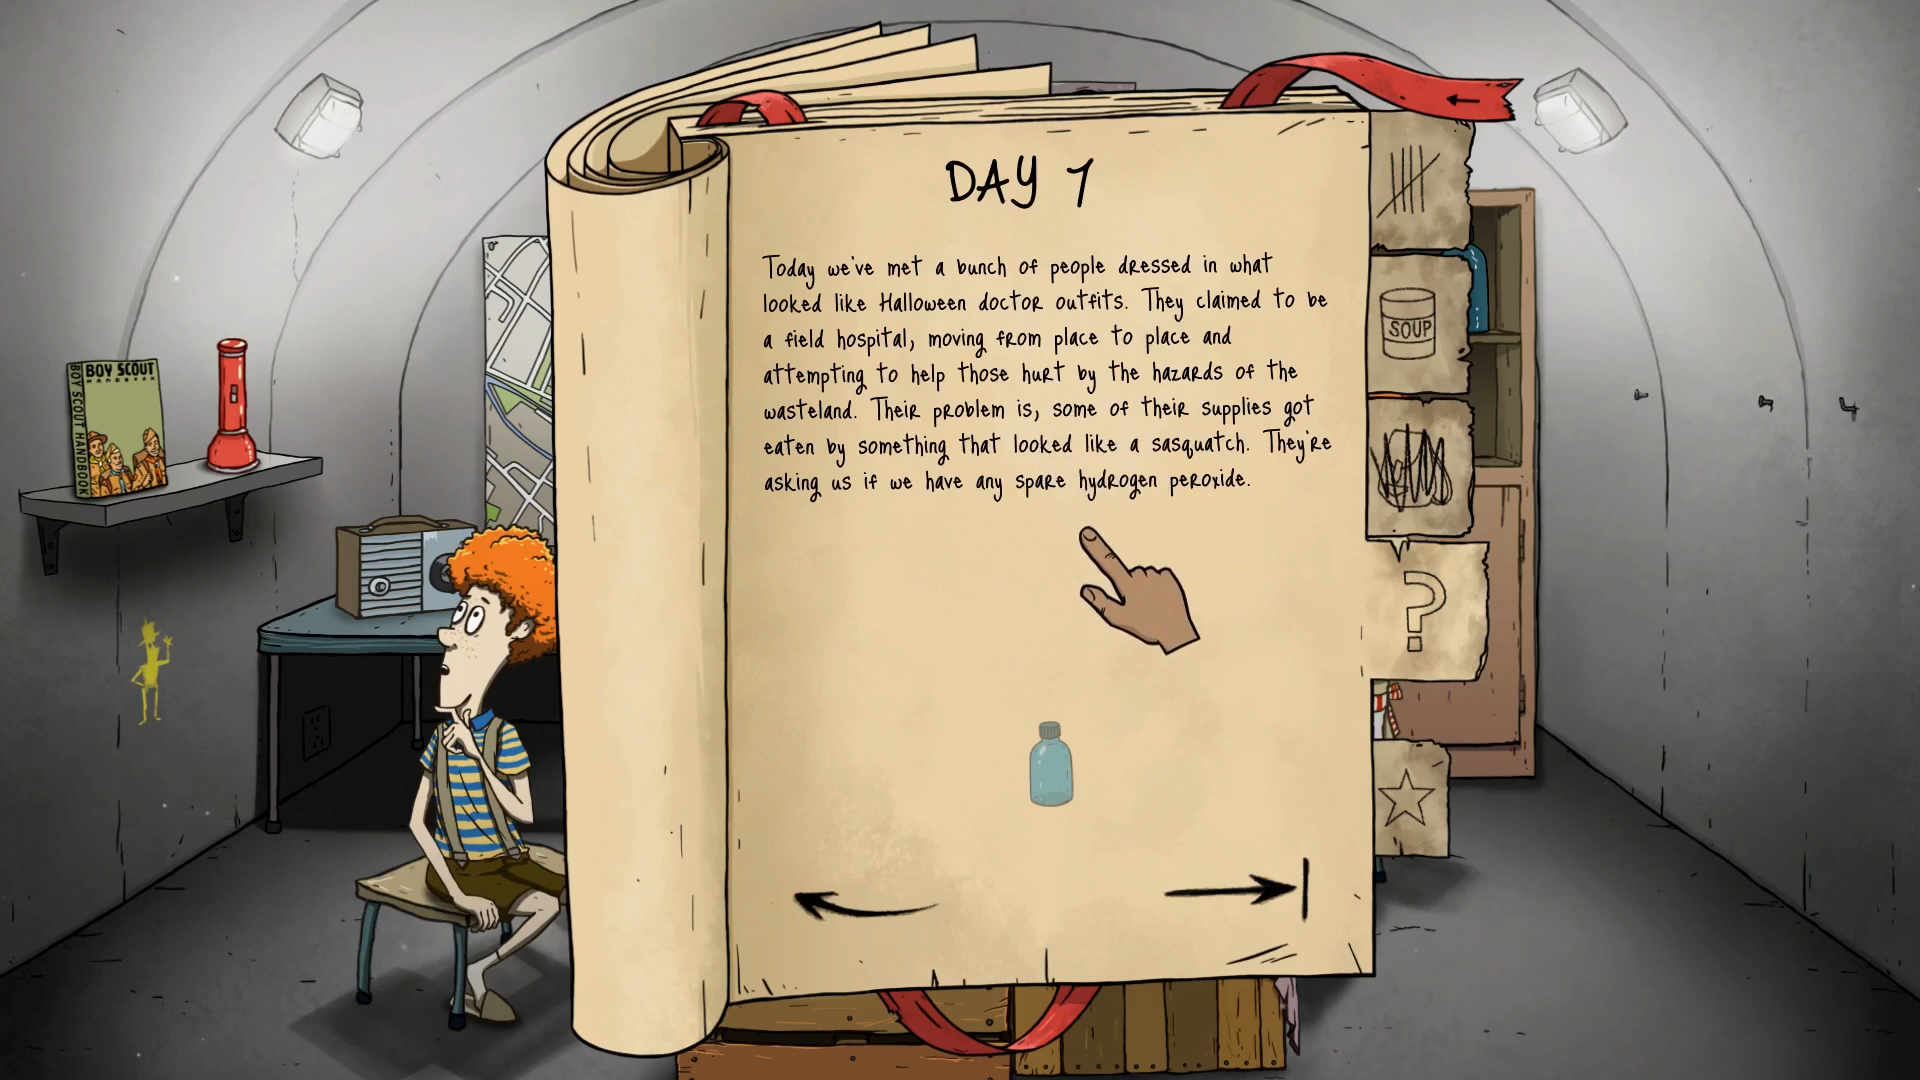 DAY 7
Today we've met a bunch of people dressed in what
looked like Halloween doctor outfits. They claimed to be
a field hospital, moving from place to place and
attempting to help those hurt by the hazards of the
wasteland. Their problem is, some of their supplies got
eaten by something that looked like a sasquatch. They're
asking us if we have any spare hydrogen peroxide.
SOUP
?
BOY SCOUT
HANDBOOK
BOY SCOUT HANDBOOK